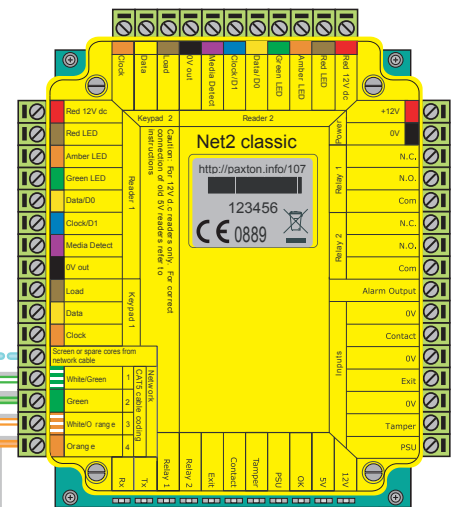 Clock
Data
Load
0V out
Media Detect
Clock/D1
Data/D0
Green LED
Amber LED
Red LED
Red 12V dc
Keypad 2
Reader 2
Red 12V dc
Red LED
Amber LED
Green LED
Data/D0
Clock/D1
Media Detect
0V out
Load
Data
Clock
Reader 1
Keypad 1
Caution: For 12V d.c readers only. For correct
connection of old 5V readers refer to
instructions
Net2 classic
http://paxton.info/107
123456
CE 0889
Power
Relay 1
Relay 2
Inputs
+12V
0V
N.C.
N.O.
Com
N.C.
N.O.
Com
Alarm Output
0V
Contact
0V
Exit
0V
Tamper
PSU
Screen or spare cores from
network cable
White/Green 1
Green 2
White/O rang e 3
Orang e 4
Network
CAT5 cable coding
Rx
Tx
Relay 1
Relay 2
Exit
Contact
Tamper
PSU
OK
5V
12V